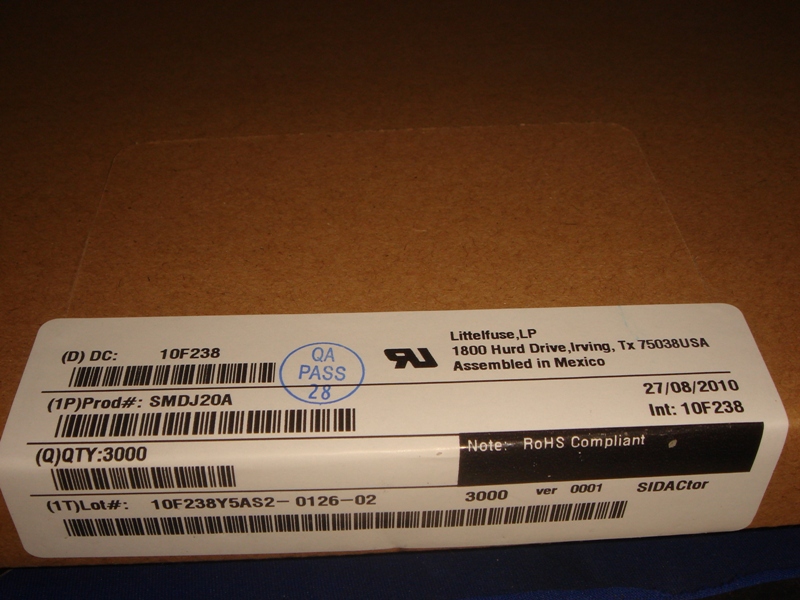 (D) DC: 10F238
QA
PASS
28
RU
Littelfuse,LP
1800 Hurd Drive,Irving, Tx 75038USA
Assembled in Mexico
(1P)Prod#: SMDJ20A
27/08/2010
Int: 10F238
(Q)QTY:3000
Note:- RoHS Compliant
(1T)Lot#: 10F238Y5AS2-0126-02 3000 ver 0001 SIDACtor